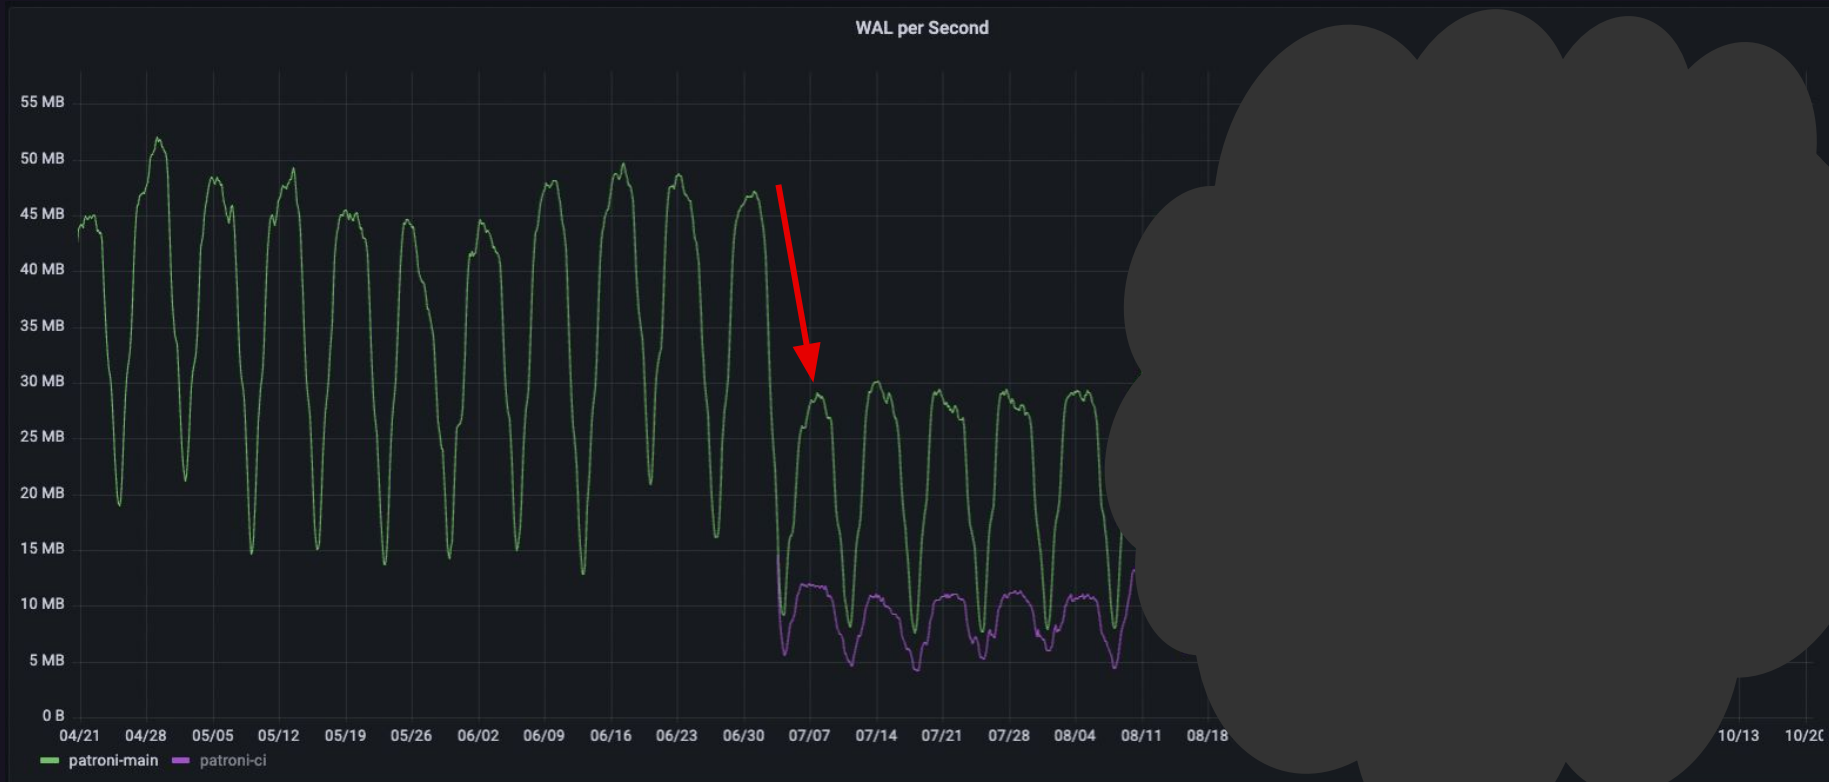 WAL per Second
55 MB
50 MB
45 MB
40 MB
35 MB
30 MB
25 MB
20 MB
15 MB
10 MB
5 MB
0 B
04/21 04/28 05/05 05/12 05/19 05/26 06/02 06/09 06/16 06/23 06/30 07/07 07/14 07/21 07/28 08/04 08/11 08/18 10/13 10/20
patroni-main patroni-ci